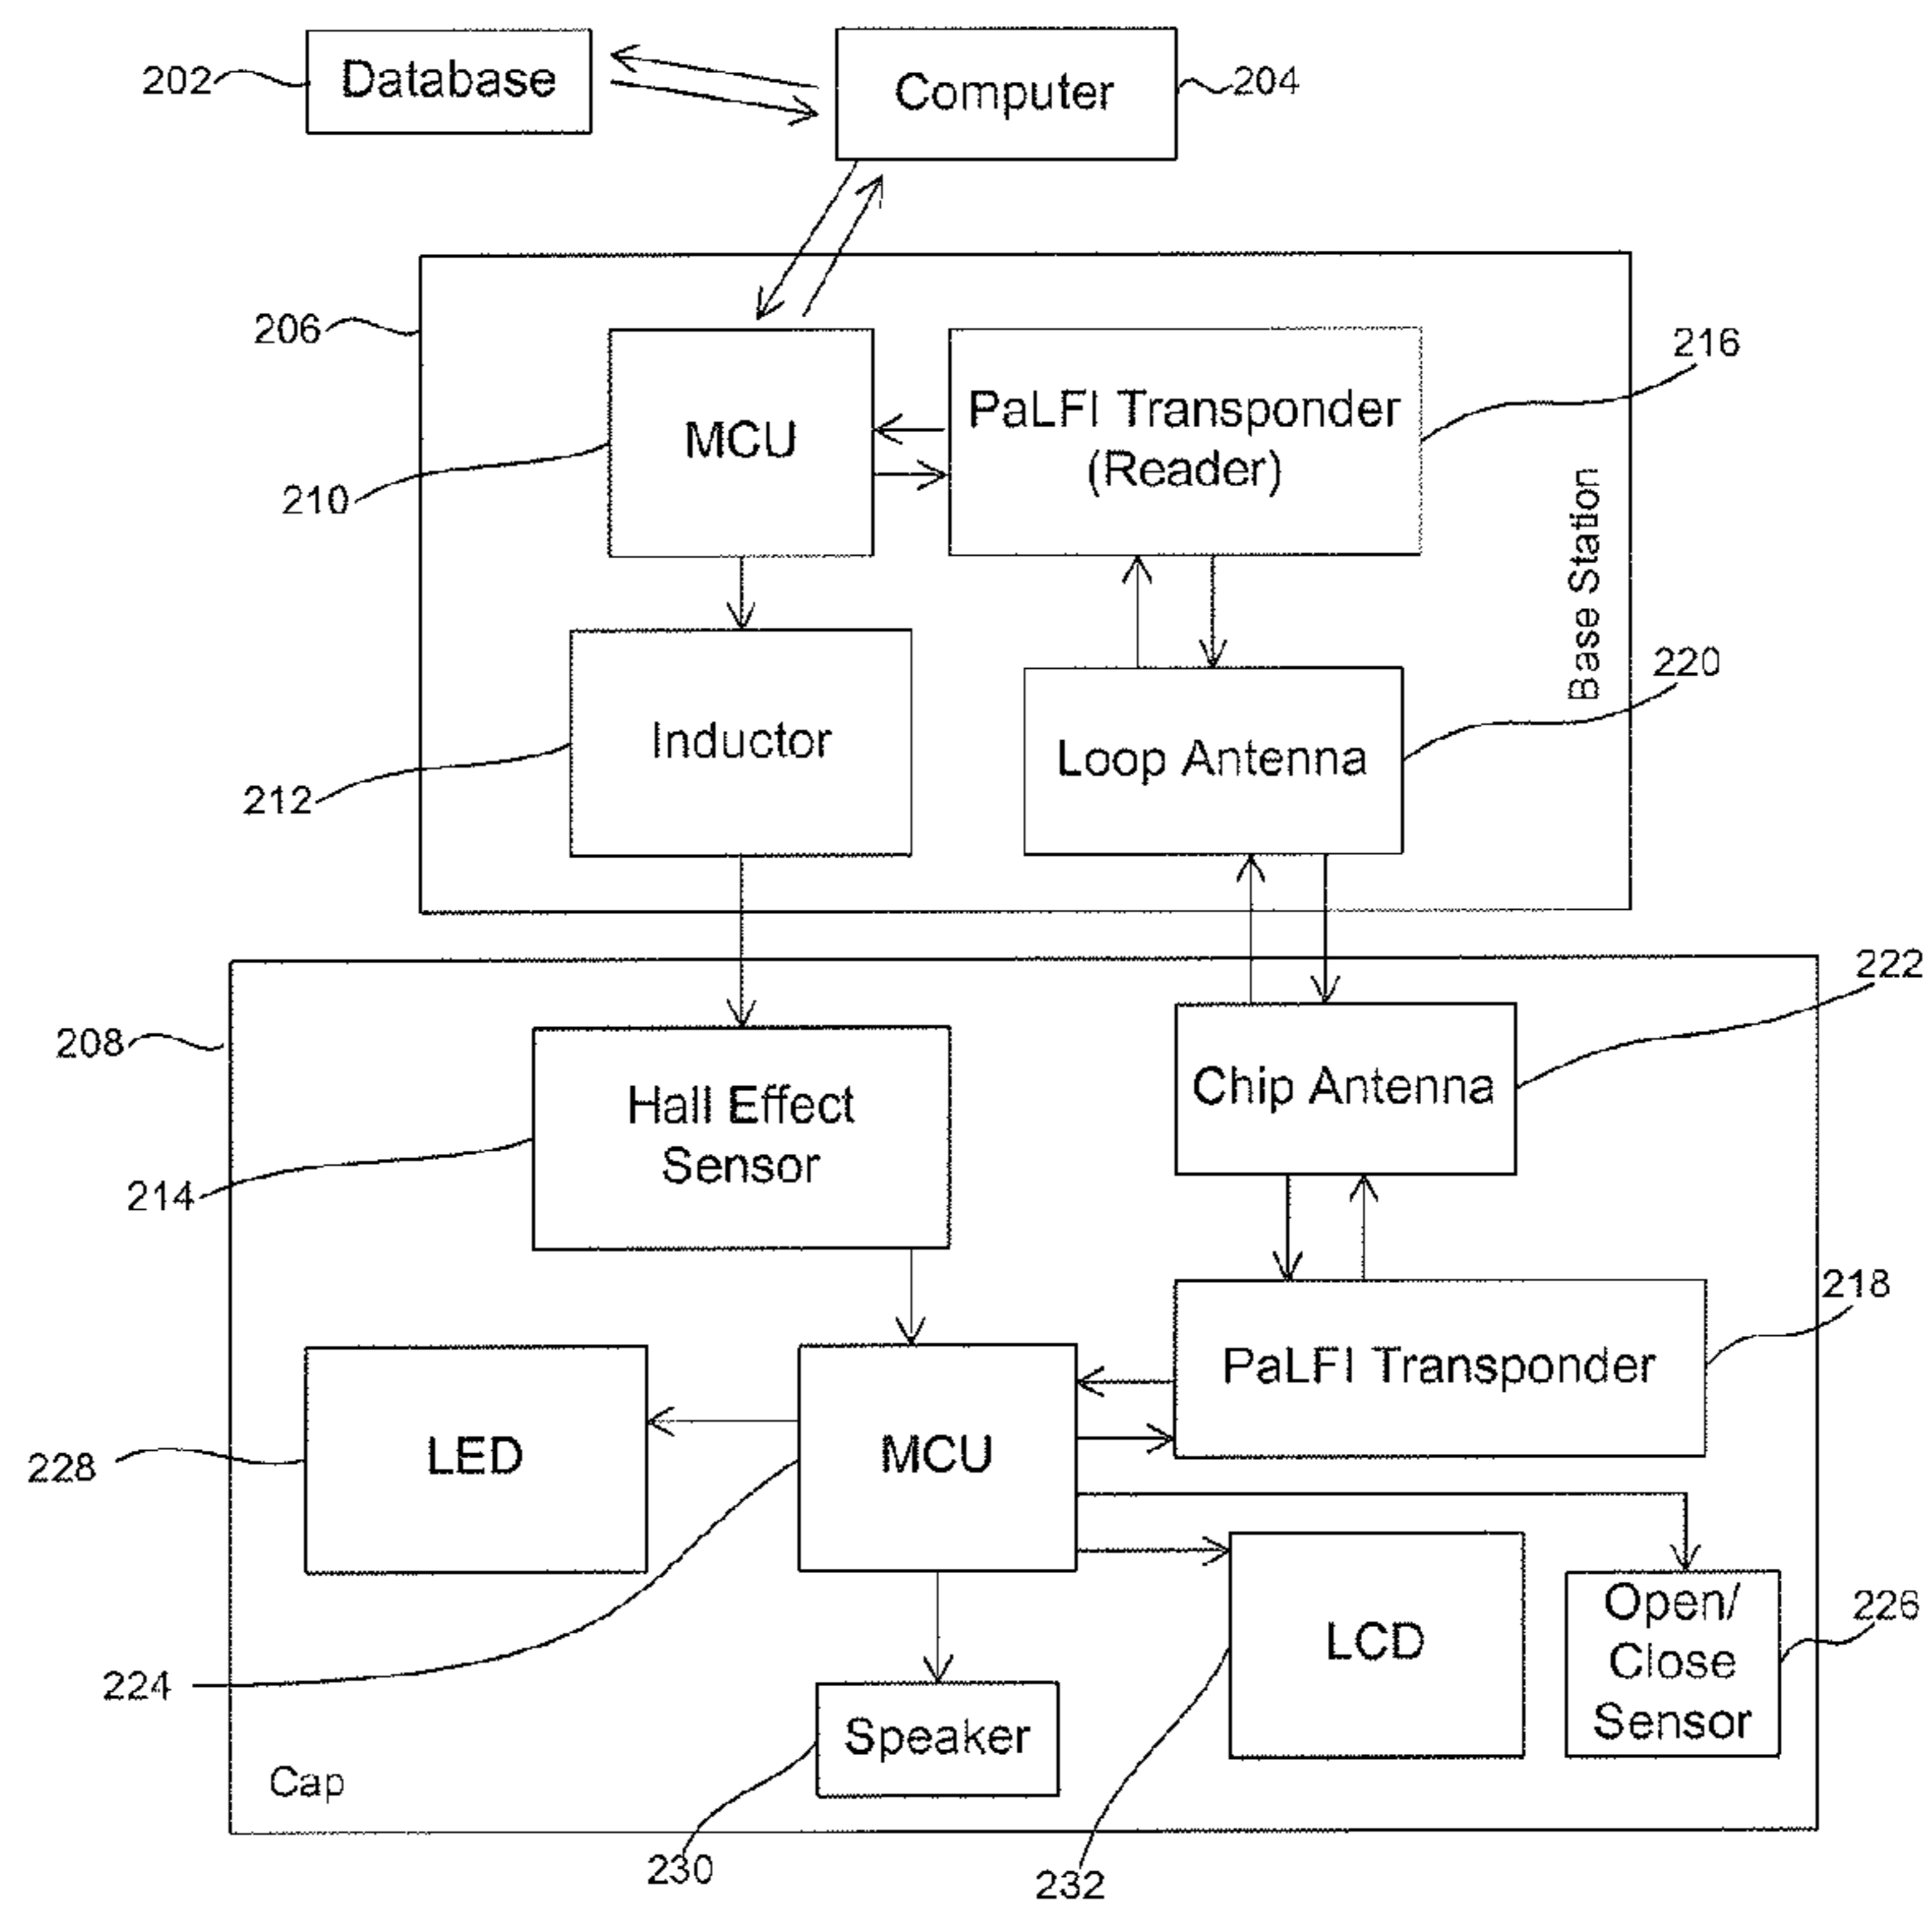 202
Database
Computer
204
206
MCU
PaLFI Transponder
(Reader)
216
210
Base Station
Inductor
Loop Antenna
220
212
208
Hall Effect
Sensor
Chip Antenna
222
214
LED
MCU
PaLFI Transponder
218
228
224
Speaker
LCD
Open/
Close
Sensor
226
Cap
230
232